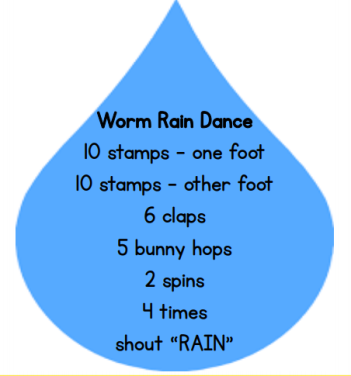 Worm Rain Dance
10 stamps - one foot
10 stamps - other foot
6 claps
5 bunny hops
2 spins
4 times
shout “RAIN”